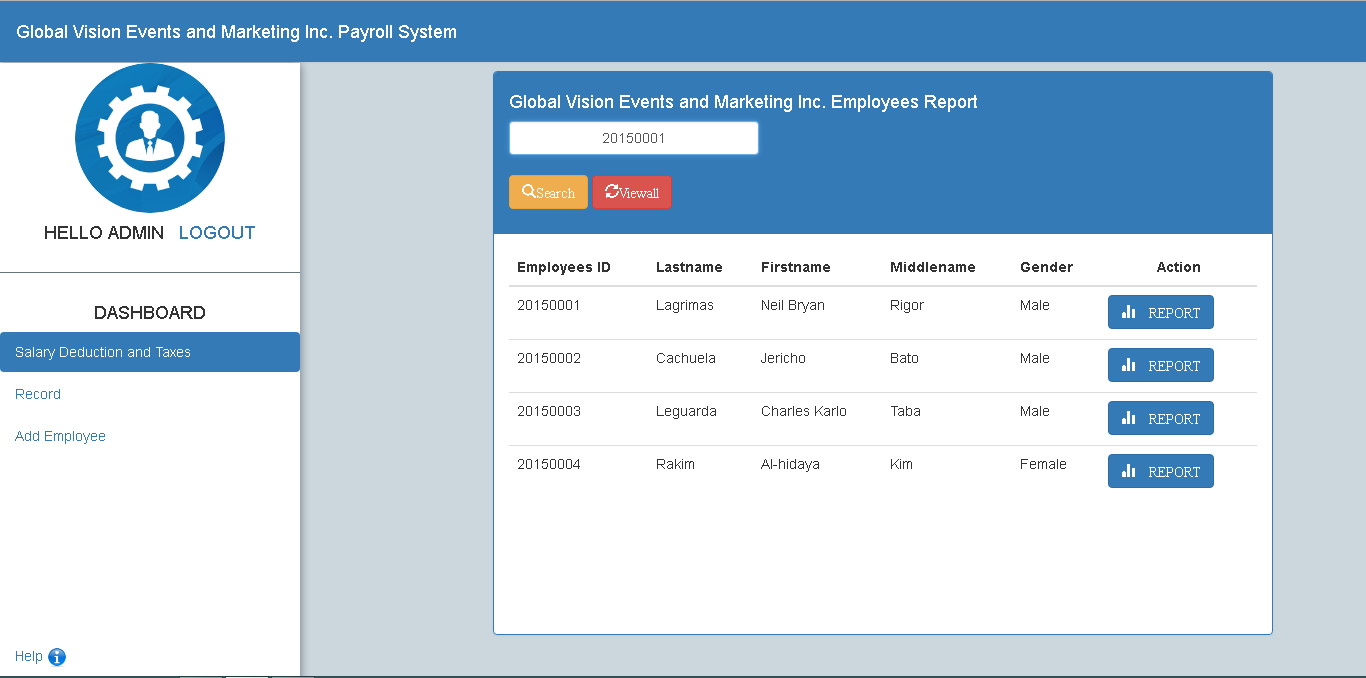 Global Vision Events and Marketing Inc. Payroll System
HELLO ADMIN LOGOUT
DASHBOARD
Salary Deduction and Taxes
Record
Add Employee
Help
Global Vision Events and Marketing Inc. Employees Report
20150001
Search Viewall
Employees ID Lastname Firstname Middlename Gender Action
20150001 Lagrimas Neil Bryan Rigor Male REPORT
20150002 Cachuela Jericho Bato Male REPORT
20150003 Leguarda Charles Karlo Taba Male REPORT
20150004 Rakim Al-hidaya Kim Female REPORT